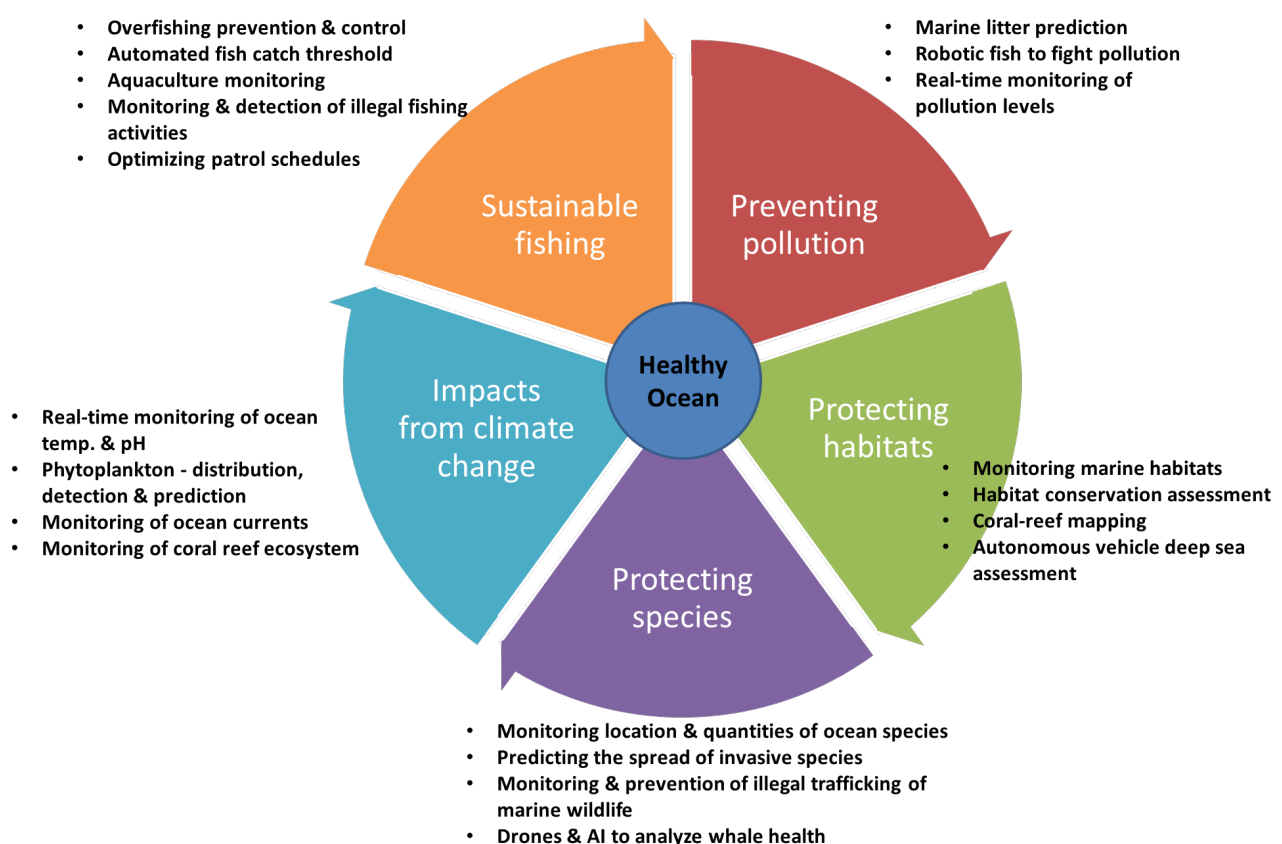 • Overfishing prevention & control
• Automated fish catch threshold
• Aquaculture monitoring
• Monitoring & detection of illegal fishing
activities
• Optimizing patrol schedules
• Marine litter prediction
• Robotic fish to fight pollution
• Real-time monitoring of
pollution levels
Sustainable
fishing
Preventing
pollution
Healthy
Ocean
Impacts
from climate
change
Protecting
habitats
• Real-time monitoring of ocean
temp. & pH
• Phytoplankton - distribution,
detection & prediction
• Monitoring of ocean currents
• Monitoring of coral reef ecosystem
• Monitoring marine habitats
• Habitat conservation assessment
• Coral-reef mapping
• Autonomous vehicle deep sea
assessment
Protecting
species
• Monitoring location & quantities of ocean species
• Predicting the spread of invasive species
• Monitoring & prevention of illegal trafficking of
marine wildlife
• Drones & AI to analyze whale health